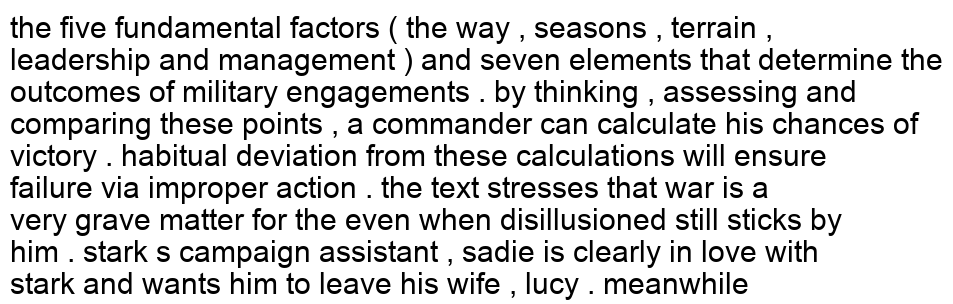 the five fundamental factors ( the way , seasons , terrain ,
leadership and management ) and seven elements that determine the
outcomes of military engagements . by thinking , assessing and
comparing these points , a commander can calculate his chances of
victory . habitual deviation from these calculations will ensure
failure via improper action . the text stresses that war is a
very grave matter for the even when disillusioned still sticks by
him . stark s campaign assistant , sadie is clearly in love with
stark and wants him to leave his wife , lucy . meanwhile